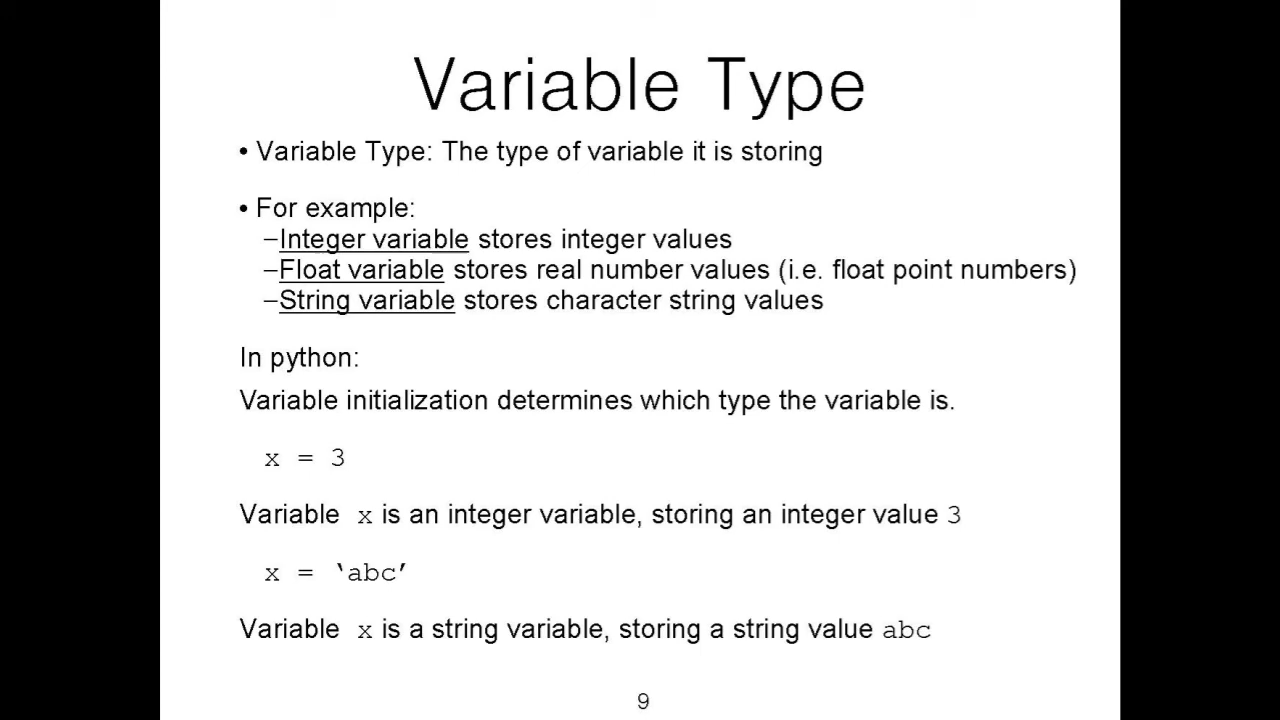 Variable Type
• Variable Type: The type of variable it is storing
• For example:
–Integer variable stores integer values
–Float variable stores real number values (i.e. float point numbers)
–String variable stores character string values
In python:
Variable initialization determines which type the variable is.
x = 3
Variable x is an integer variable, storing an integer value 3
x = ‘abc’
Variable x is a string variable, storing a string value abc
9